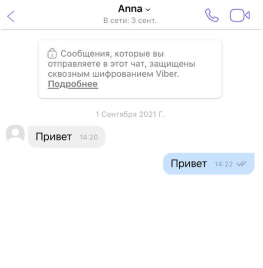 Anna
В сети: 3 сент.
Сообщения, которые вы
отправляете в этот чат, защищены
сквозным шифрованием Viber.
Подробнее
1 Сентября 2021 Г.
Привет 14:20
Привет 14:22